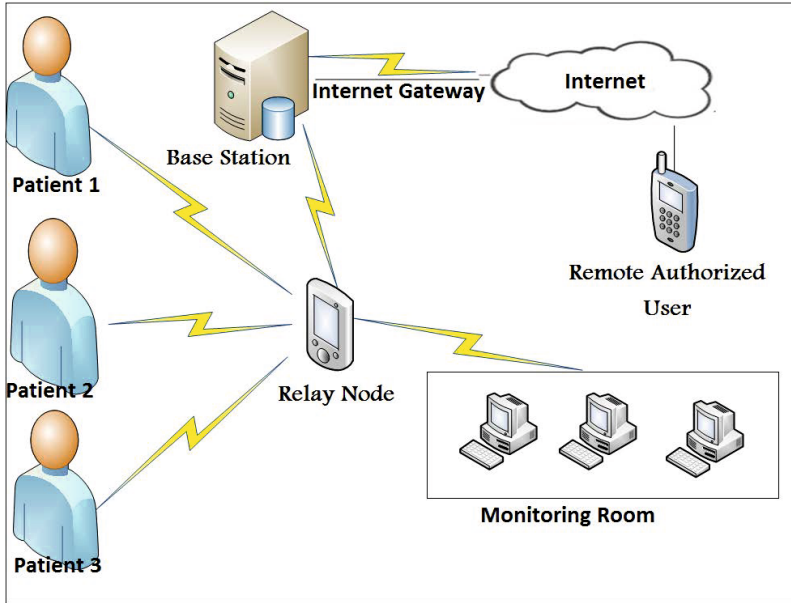 Internet
Internet Gateway
Base Station
Patient 1
Remote Authorized
User
Patient 2
Relay Node
Monitoring Room
Patient 3